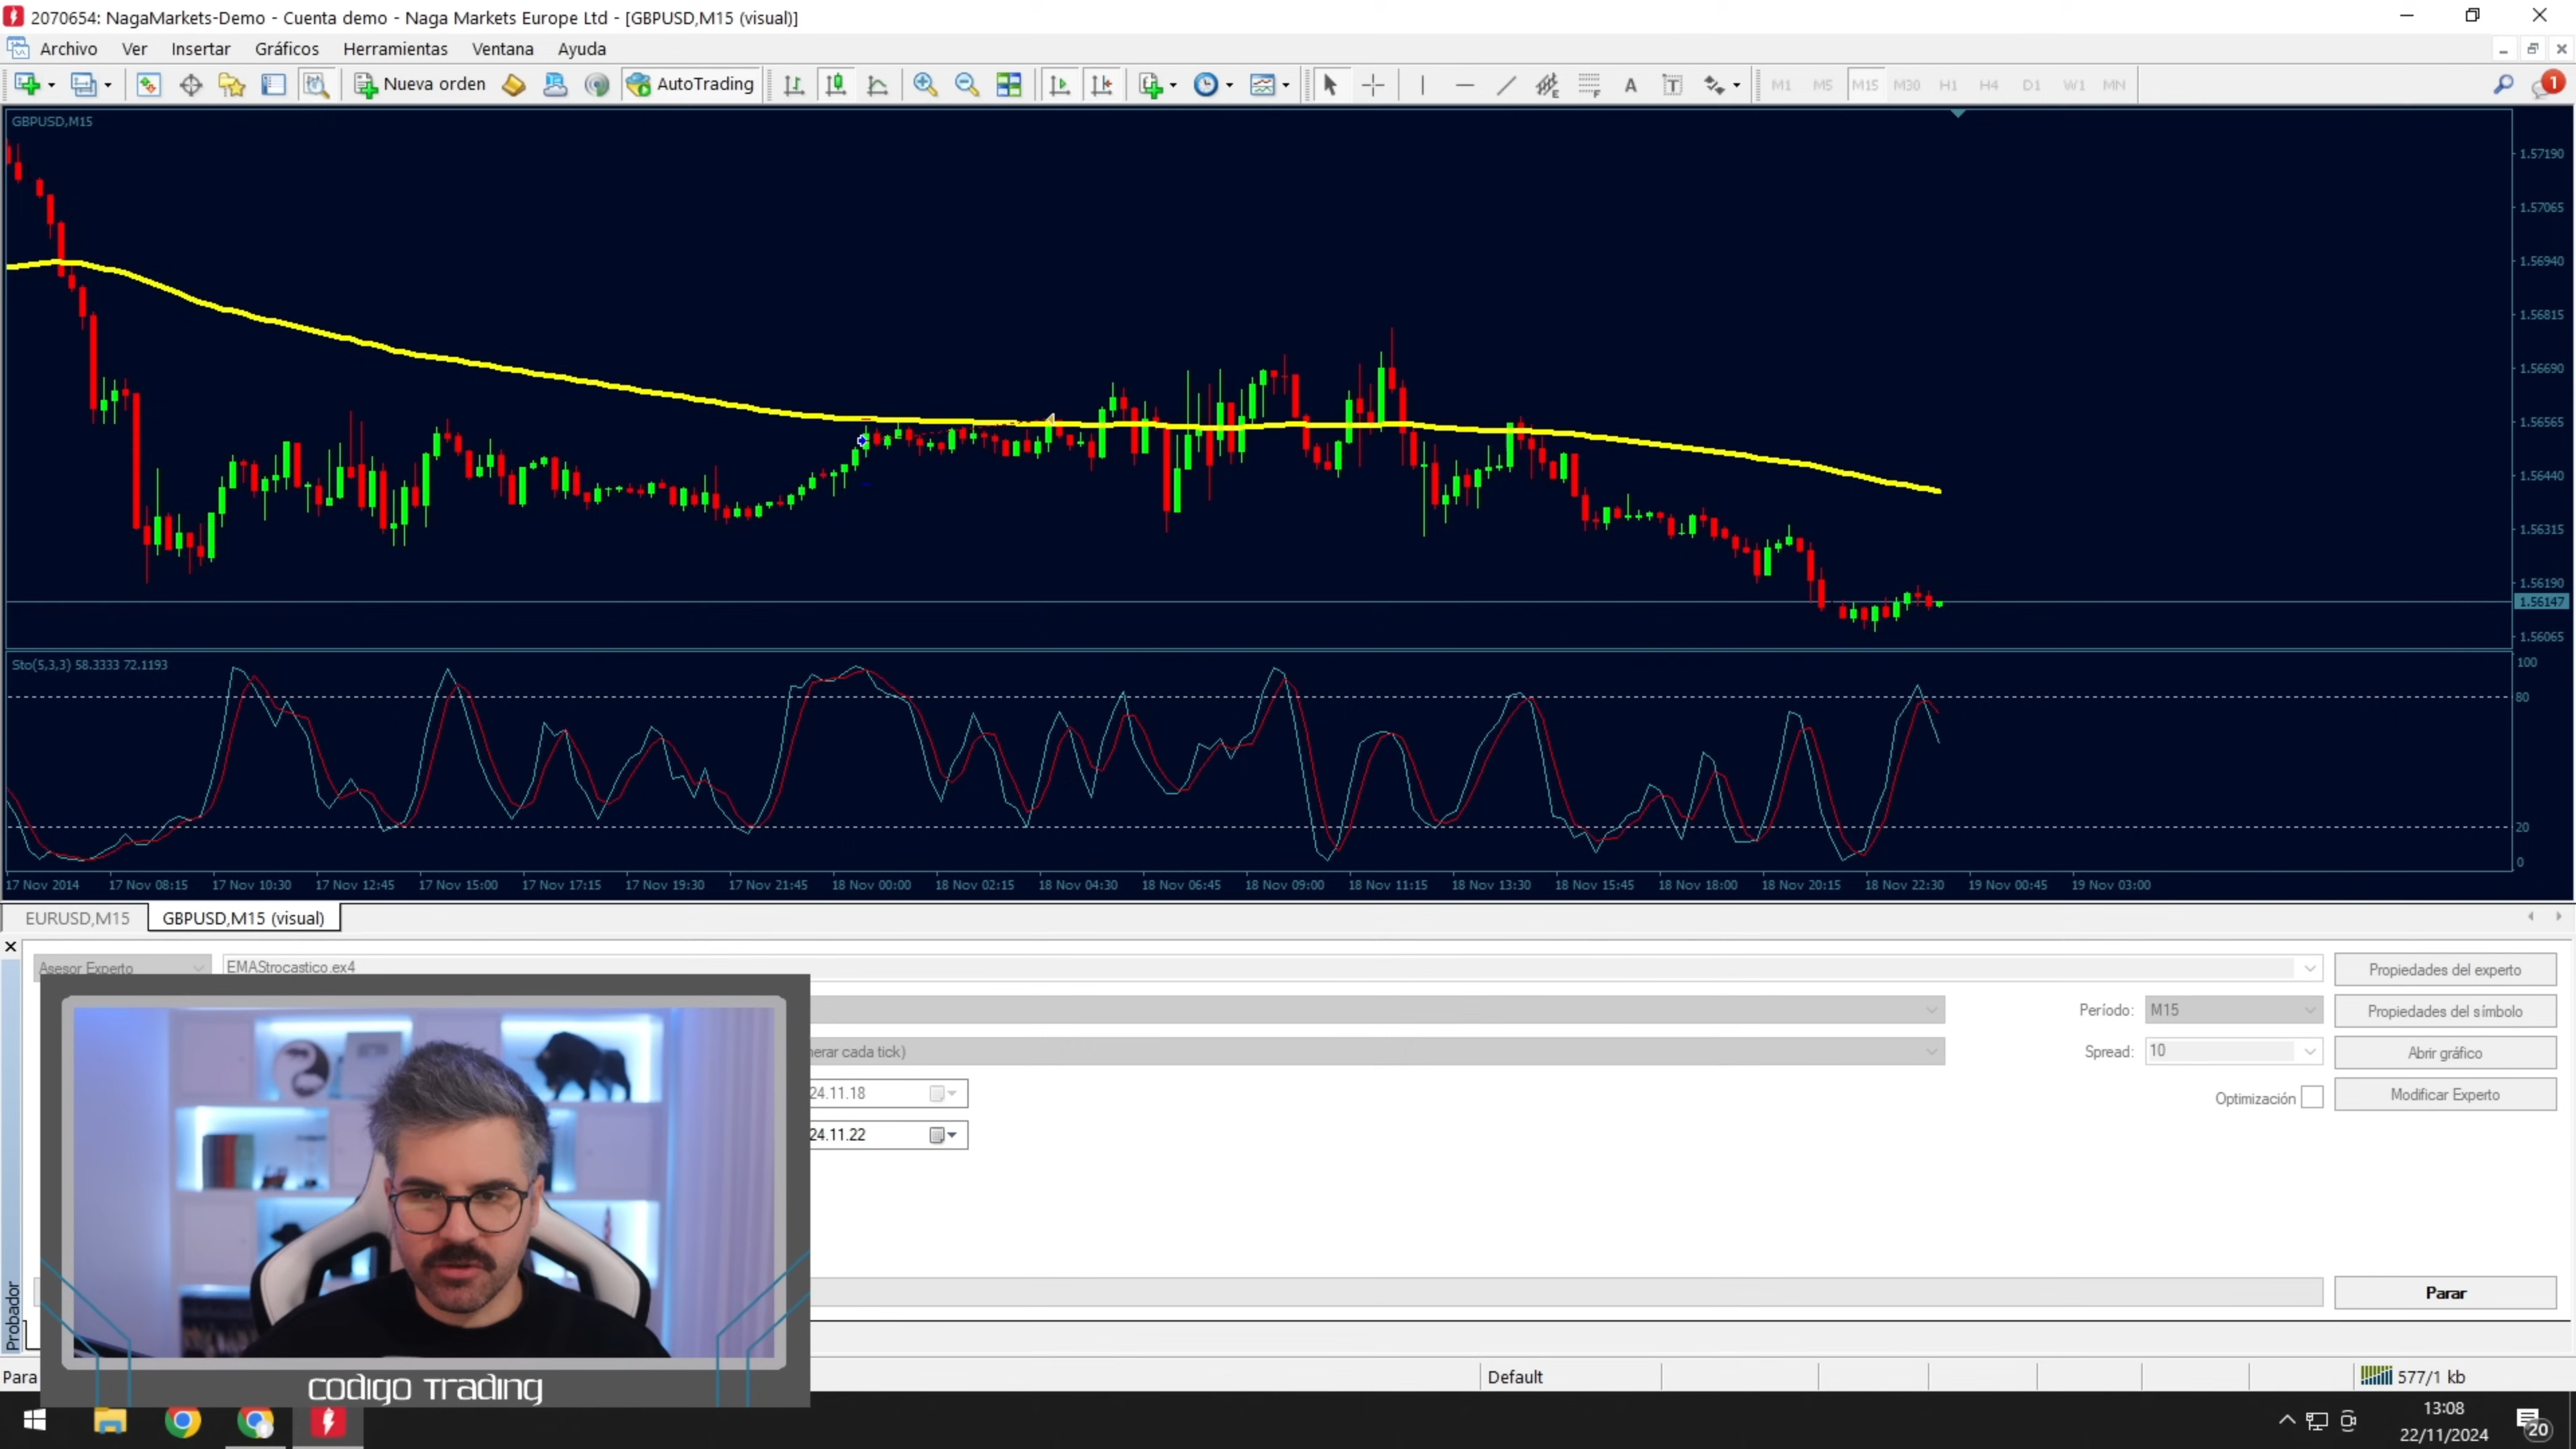 2070654: NagaMarkets-Demo - Cuenta demo - Naga Markets Europe Ltd - [GBPUSD,M15 (visual)]
Archivo Ver Insertar Gráficos Herramientas Ventana Ayuda
Nueva orden AutoTrading E F A T M1 M5 M15 M30 H1 H4 D1 W1 MN 1
GBPUSD,M15
1.57190
1.57065
1.56940
1.56815
1.56690
1.56565
1.56440
1.56315
1.56190
1.56147
1.56065
Sto(5,3,3) 58.3333 72.1193
100
80
20
0
17 Nov 2014 17 Nov 08:15 17 Nov 10:30 17 Nov 12:45 17 Nov 15:00 17 Nov 17:15 17 Nov 19:30 17 Nov 21:45 18 Nov 00:00 18 Nov 02:15 18 Nov 04:30 18 Nov 06:45 18 Nov 09:00 18 Nov 11:15 18 Nov 13:30 18 Nov 15:45 18 Nov 18:00 18 Nov 20:15 18 Nov 22:30 19 Nov 00:45 19 Nov 03:00
EURUSD,M15 GBPUSD,M15 (visual)
Asesor Experto EMAStrocastico.ex4 Propiedades del experto
Período: M15 Propiedades del símbolo
nerar cada tick) Spread: 10 Abrir gráfico
24.11.18 Optimización Modificar Experto
24.11.22
Probador
Parar
Para Default 577/1 kb
codigo trading
13:08
22/11/2024
20